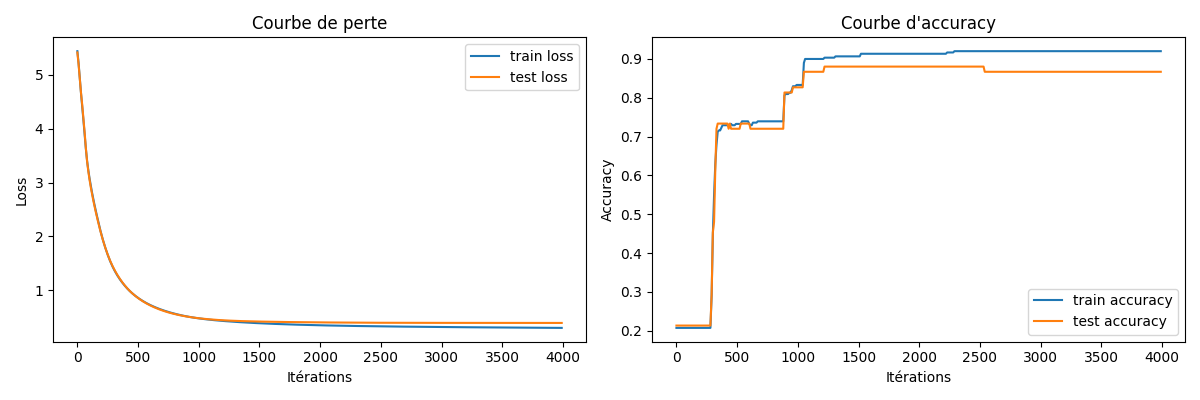 Courbe de perte
Loss
5
4
3
2
1
0 500 1000 1500 2000 2500 3000 3500 4000
Itérations
train loss
test loss
Courbe d'accuracy
Accuracy
0.9
0.8
0.7
0.6
0.5
0.4
0.3
0.2
0 500 1000 1500 2000 2500 3000 3500 4000
Itérations
train accuracy
test accuracy